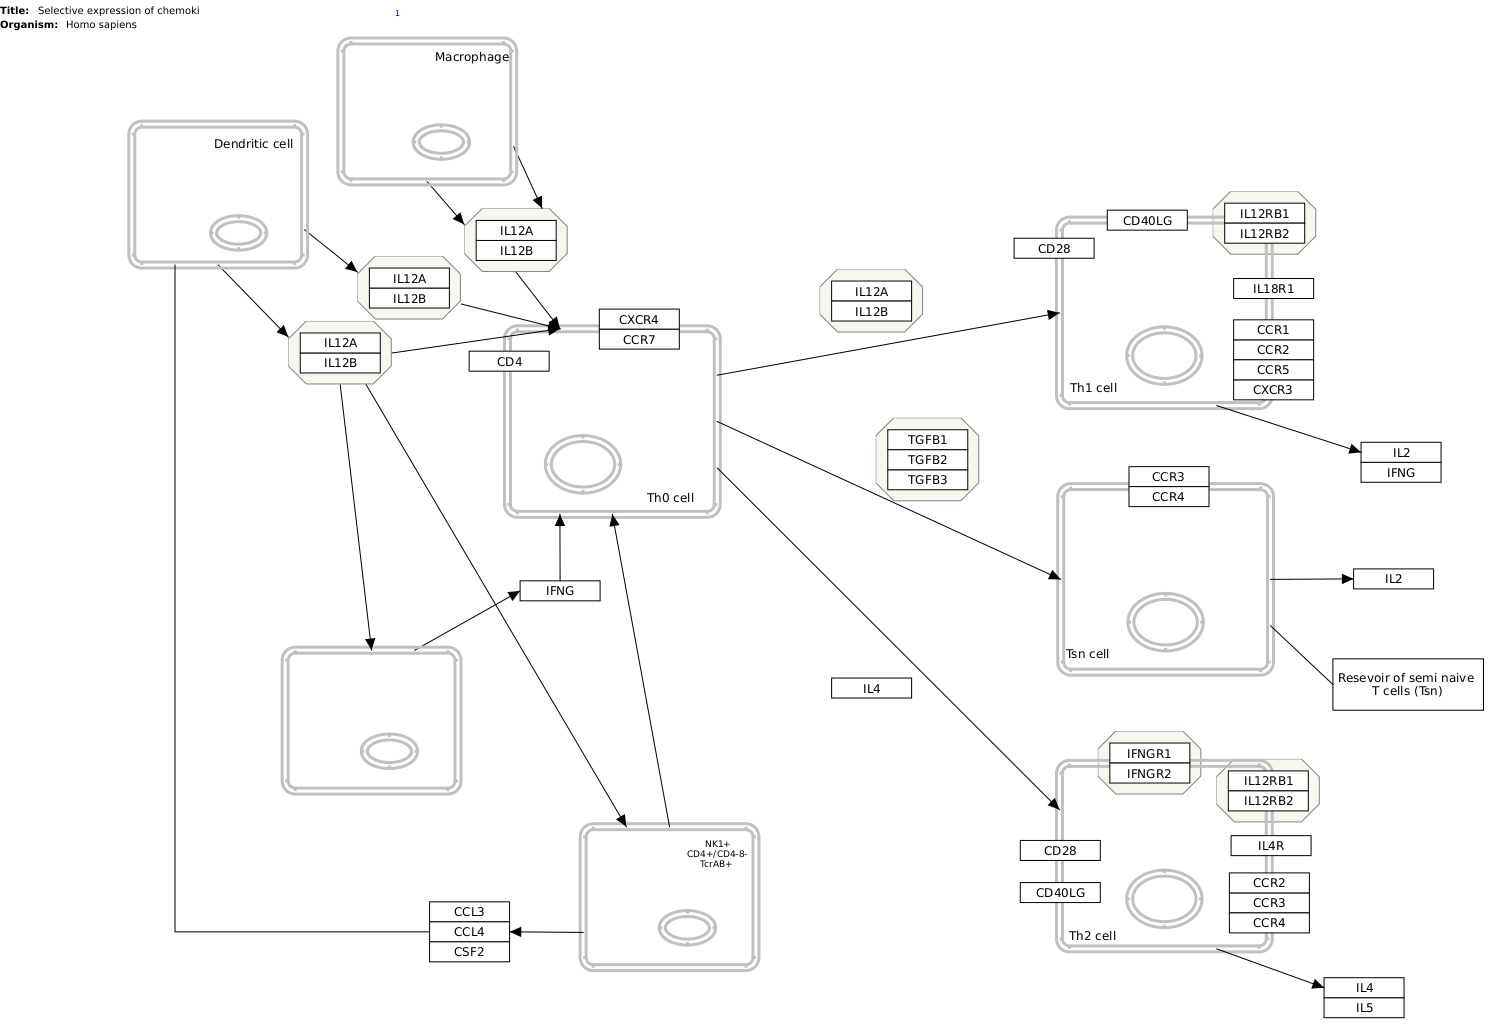 Title: Selective expression of chemoki
1
Organism: Homo sapiens
Macrophage
Dendritic cell
IL12A
IL12B
IL12A
IL12B
IL12A
IL12B
CXCR4
CCR7
CD4
Th0 cell
IFNG
NK1+
CD4+/CD4-8-
TcrAB+
CCL3
CCL4
CSF2
IL12A
IL12B
TGFB1
TGFB2
TGFB3
IL4
CD40LG
CD28
IL12RB1
IL12RB2
IL18R1
CCR1
CCR2
CCR5
CXCR3
Th1 cell
IL2
IFNG
CCR3
CCR4
Tsn cell
IL2
Resevoir of semi naive
T cells (Tsn)
IFNGR1
IFNGR2
IL12RB1
IL12RB2
CD28
CD40LG
IL4R
CCR2
CCR3
CCR4
Th2 cell
IL4
IL5